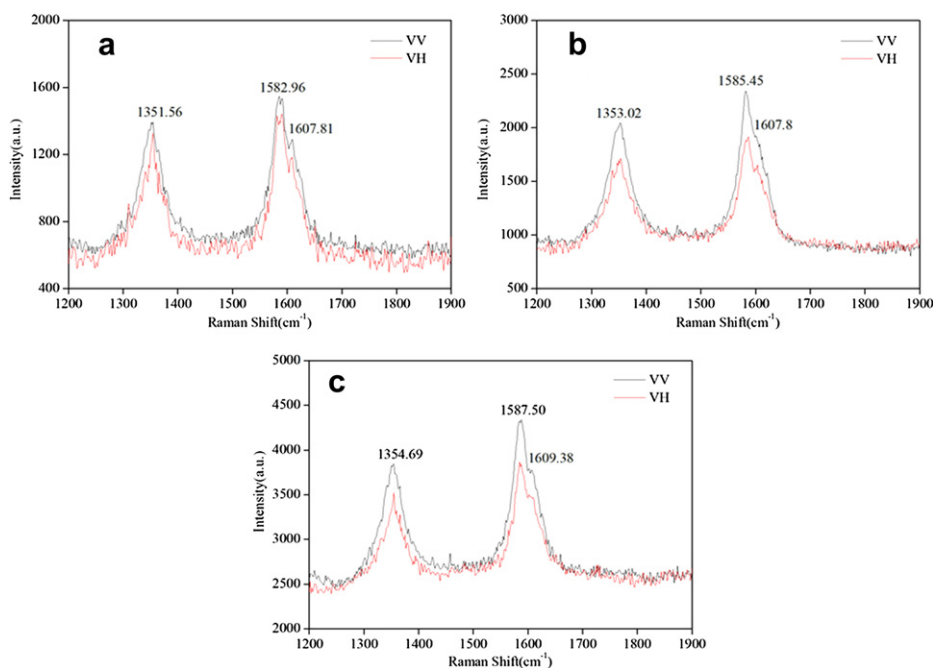 a
VV
VH
2000
1600
1200
800
400
1351.56
1582.96
1607.81
Intensity(a.u.)
1200 1300 1400 1500 1600 1700 1800 1900
Raman Shift(cm⁻¹)
b
VV
VH
3000
2500
2000
1500
1000
500
1353.02
1585.45
1607.8
Intensity(a.u.)
1200 1300 1400 1500 1600 1700 1800 1900
Raman Shift(cm⁻¹)
c
VV
VH
5000
4500
4000
3500
3000
2500
2000
1354.69
1587.50
1609.38
Intensity(a.u.)
1200 1300 1400 1500 1600 1700 1800 1900
Raman Shift(cm⁻¹)